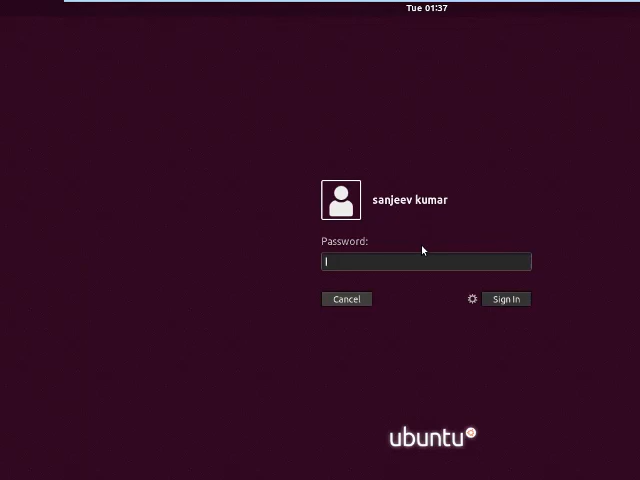 Tue 01:37
sanjeev kumar
Password:
Cancel
Sign In
ubuntu